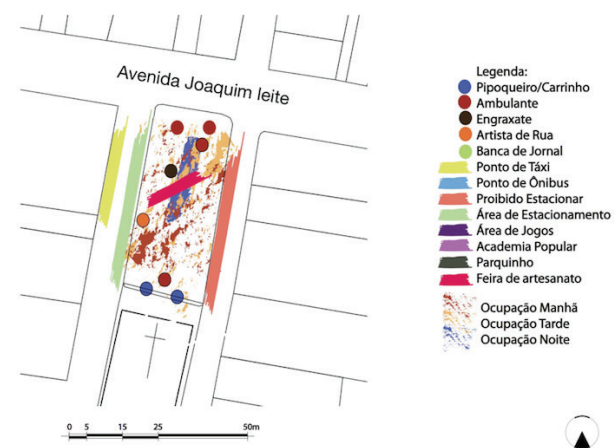 Avenida Joaquim leite
Legenda:
Pipoqueiro/Carrinho
Ambulante
Engraxate
Artista de Rua
Banca de Jornal
Ponto de Táxi
Ponto de Ônibus
Proibido Estacionar
Área de Estacionamento
Área de Jogos
Academia Popular
Parquinho
Feira de artesanato
Ocupação Manhã
Ocupação Tarde
Ocupação Noite
0 5 15 25 50m